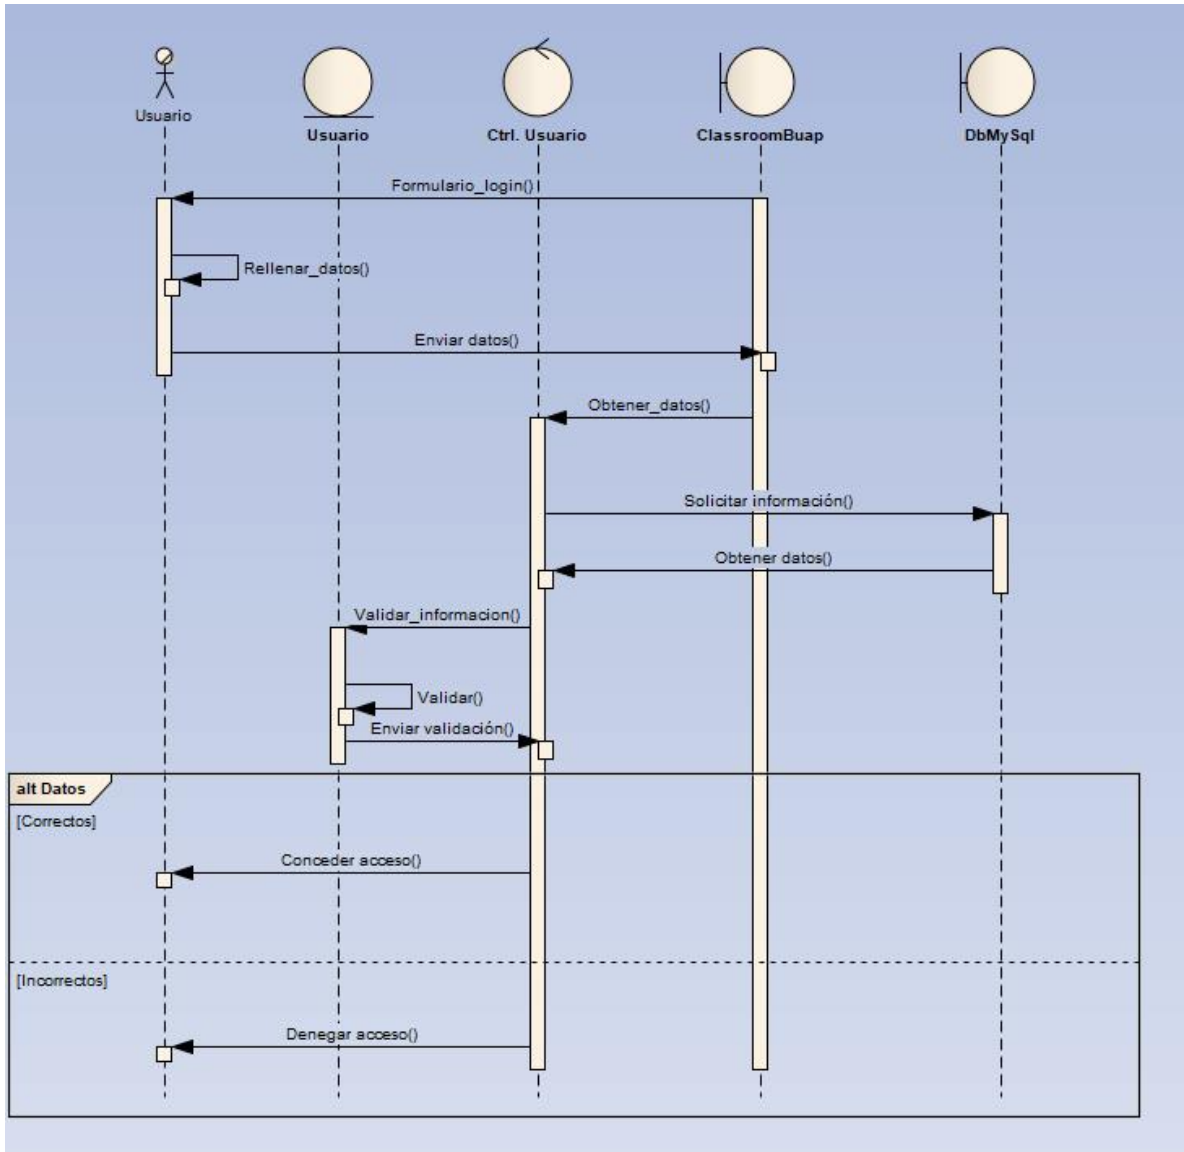 Usuario
Usuario
Ctrl. Usuario
ClassroomBuap
DbMySql
Formulario_login()
Rellenar_datos()
Enviar datos()
Obtener_datos()
Solicitar información()
Obtener datos()
Validar_informacion()
Validar()
Enviar validación()
alt Datos
[Correctos]
Conceder acceso()
[Incorrectos]
Denegar acceso()